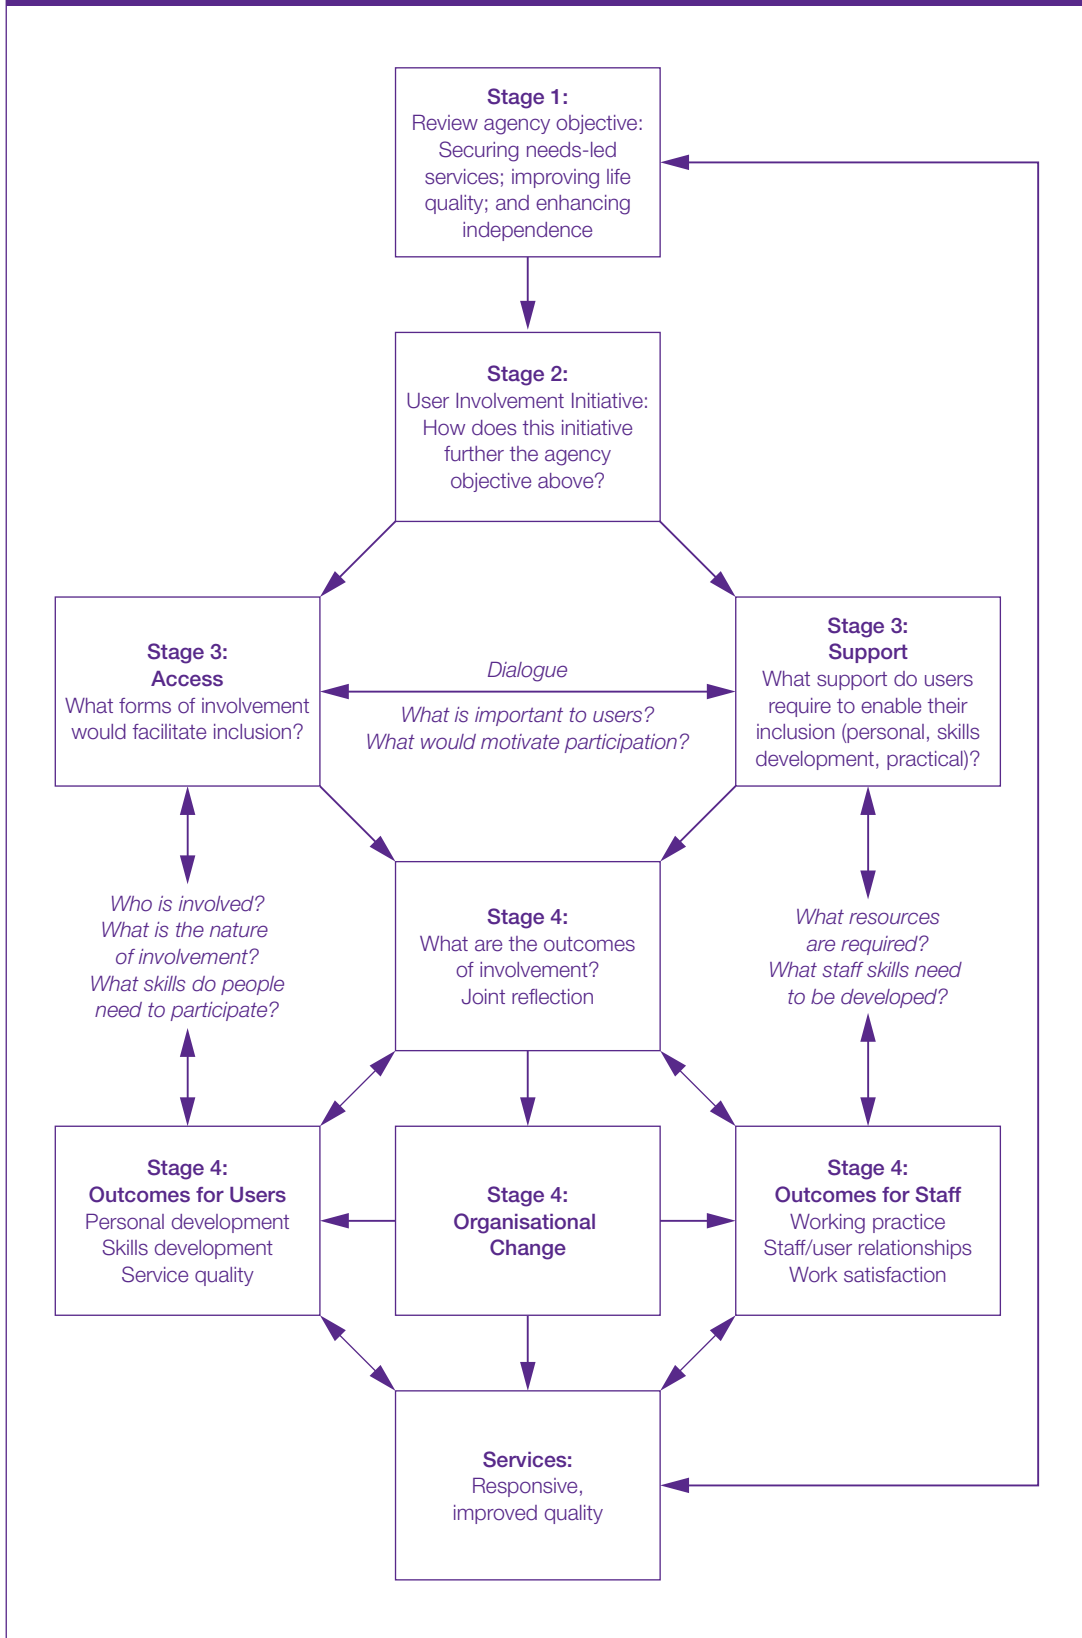 Stage 1:
Review agency objective:
Securing needs-led
services; improving life
quality; and enhancing
independence
Stage 2:
User Involvement Initiative:
How does this initiative
further the agency
objective above?
Stage 3:
Access
What forms of involvement
would facilitate inclusion?
Dialogue
What is important to users?
What would motivate participation?
Stage 3:
Support
What support do users
require to enable their
inclusion (personal, skills
development, practical)?
Who is involved?
What is the nature
of involvement?
What skills do people
need to participate?
Stage 4:
What are the outcomes
of involvement?
Joint reflection
What resources
are required?
What staff skills need
to be developed?
Stage 4:
Outcomes for Users
Personal development
Skills development
Service quality
Stage 4:
Organisational
Change
Stage 4:
Outcomes for Staff
Working practice
Staff/user relationships
Work satisfaction
Services:
Responsive,
improved quality